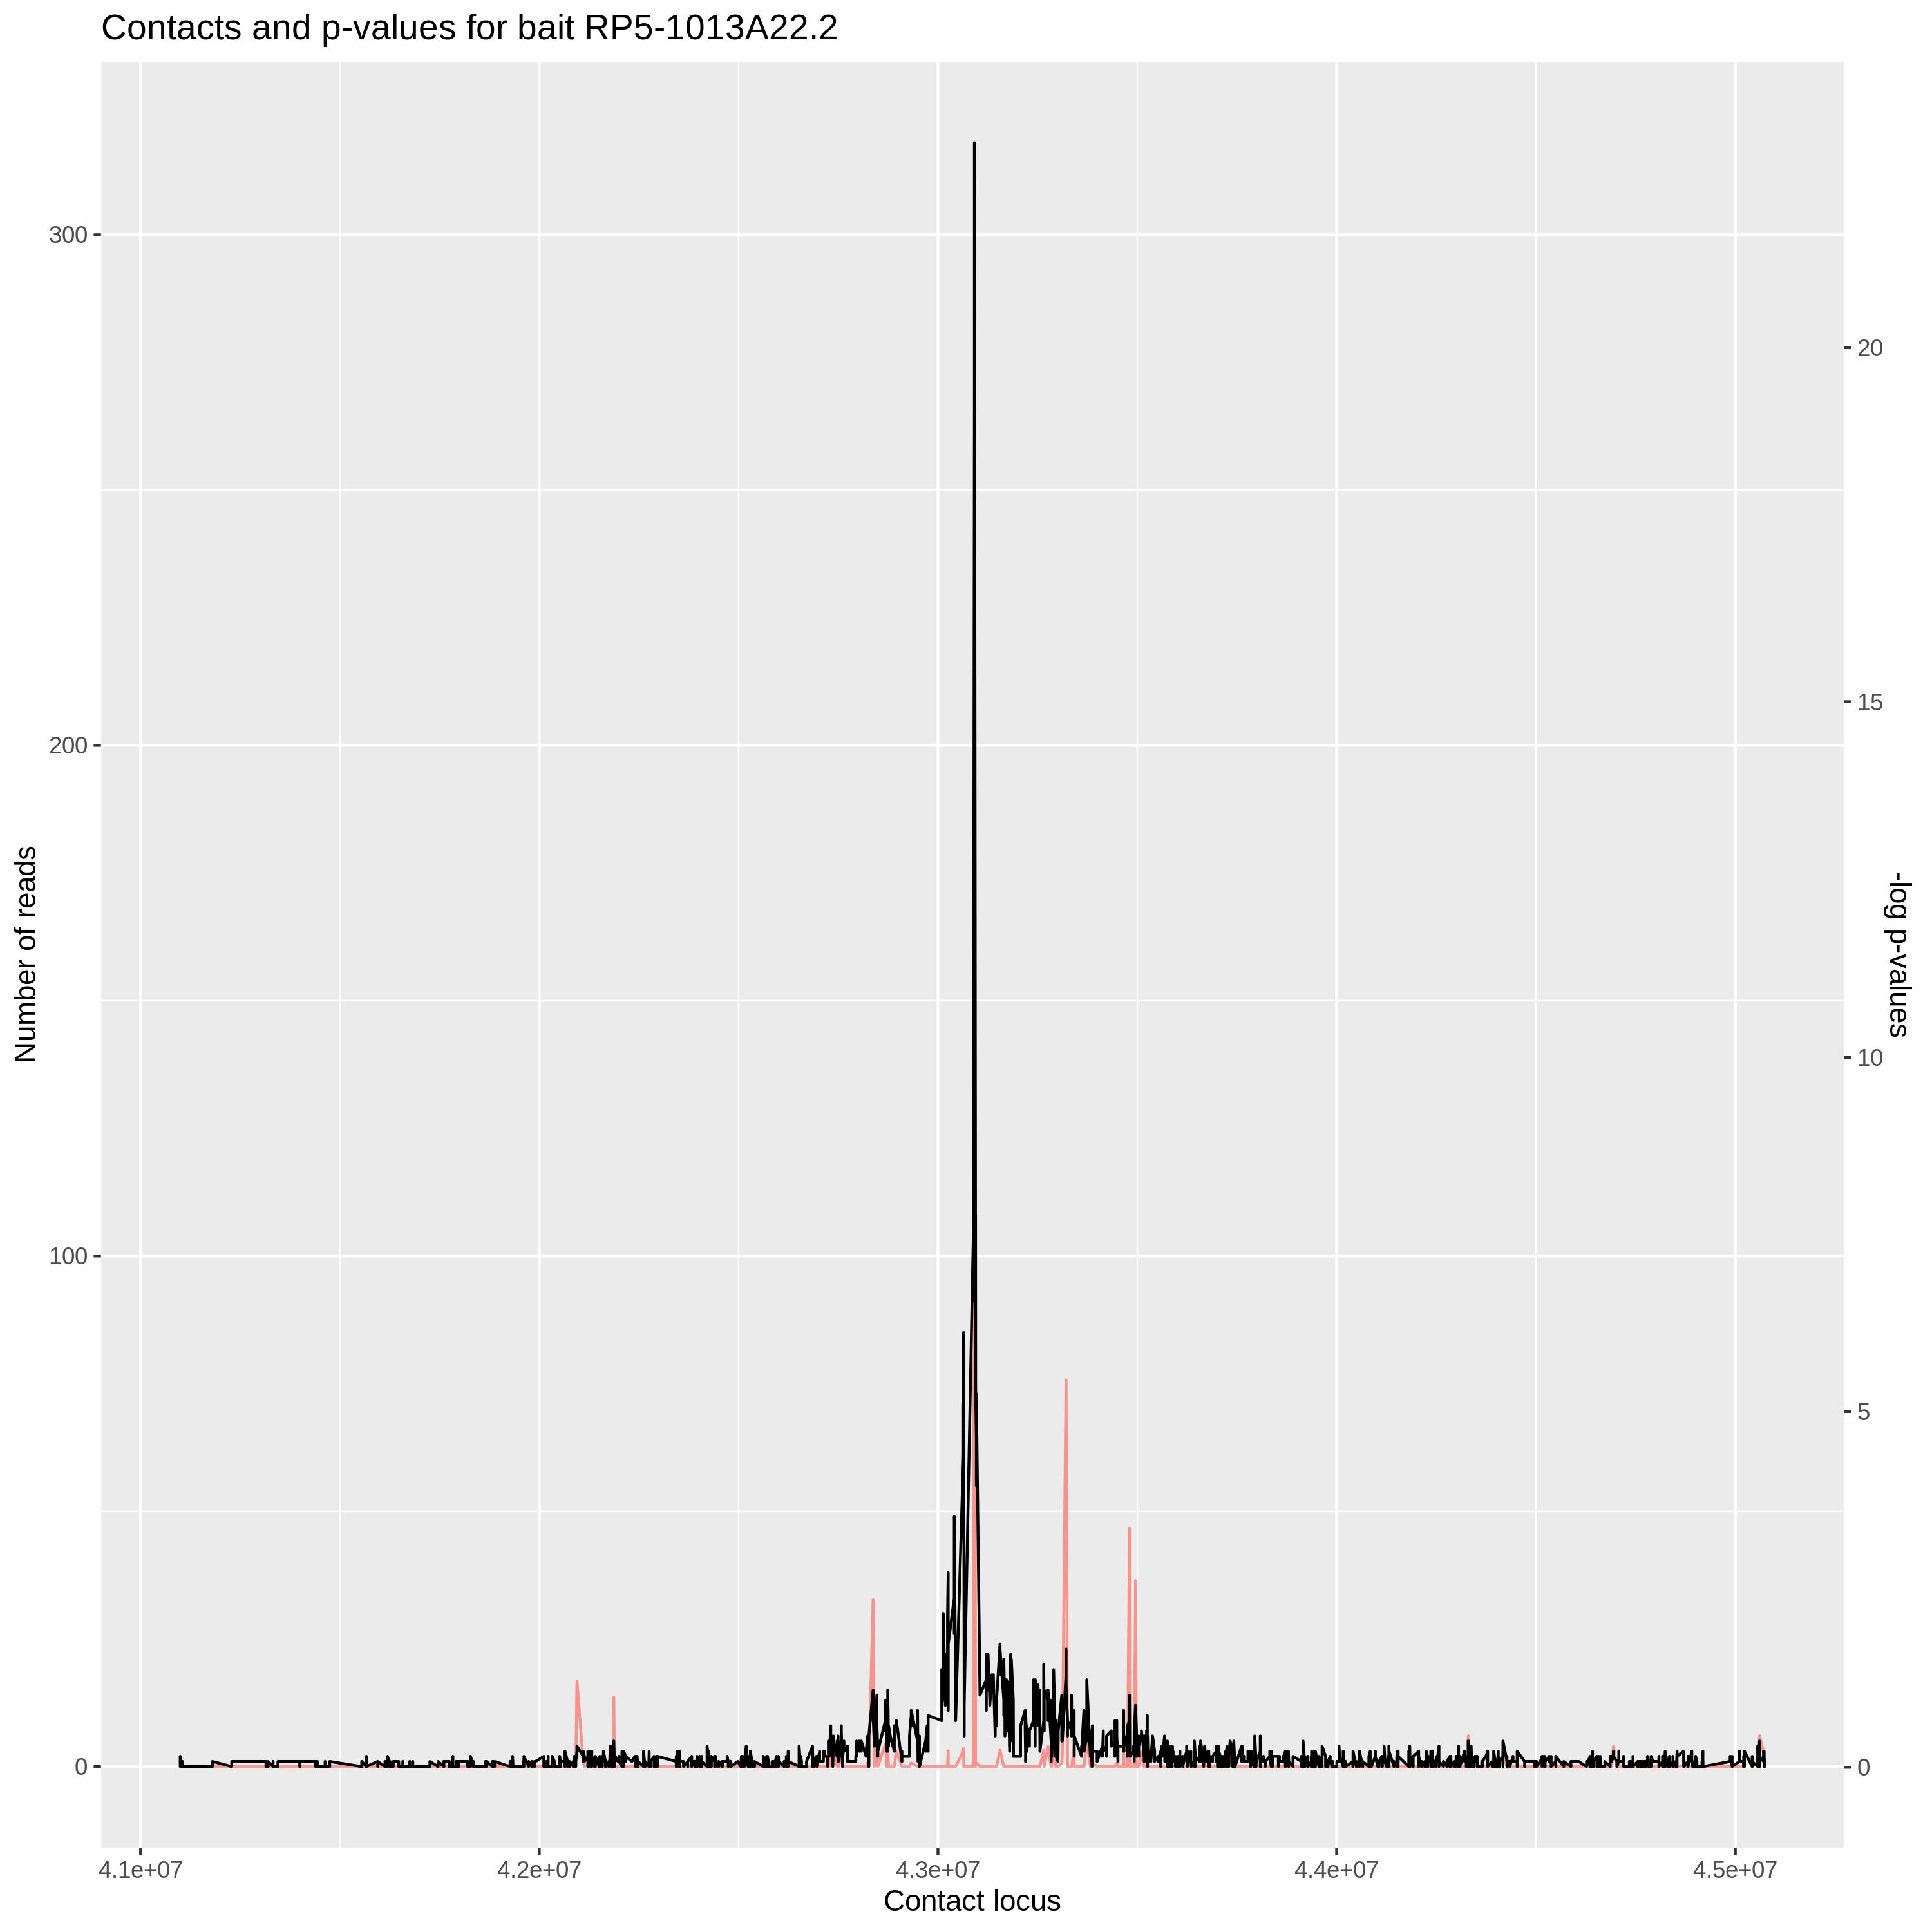 Contacts and p-values for bait RP5-1013A22.2
300
200
100
0
20
15
10
5
0
Number of reads
-log p-values
4.1e+07
4.2e+07
4.3e+07
4.4e+07
4.5e+07
Contact locus